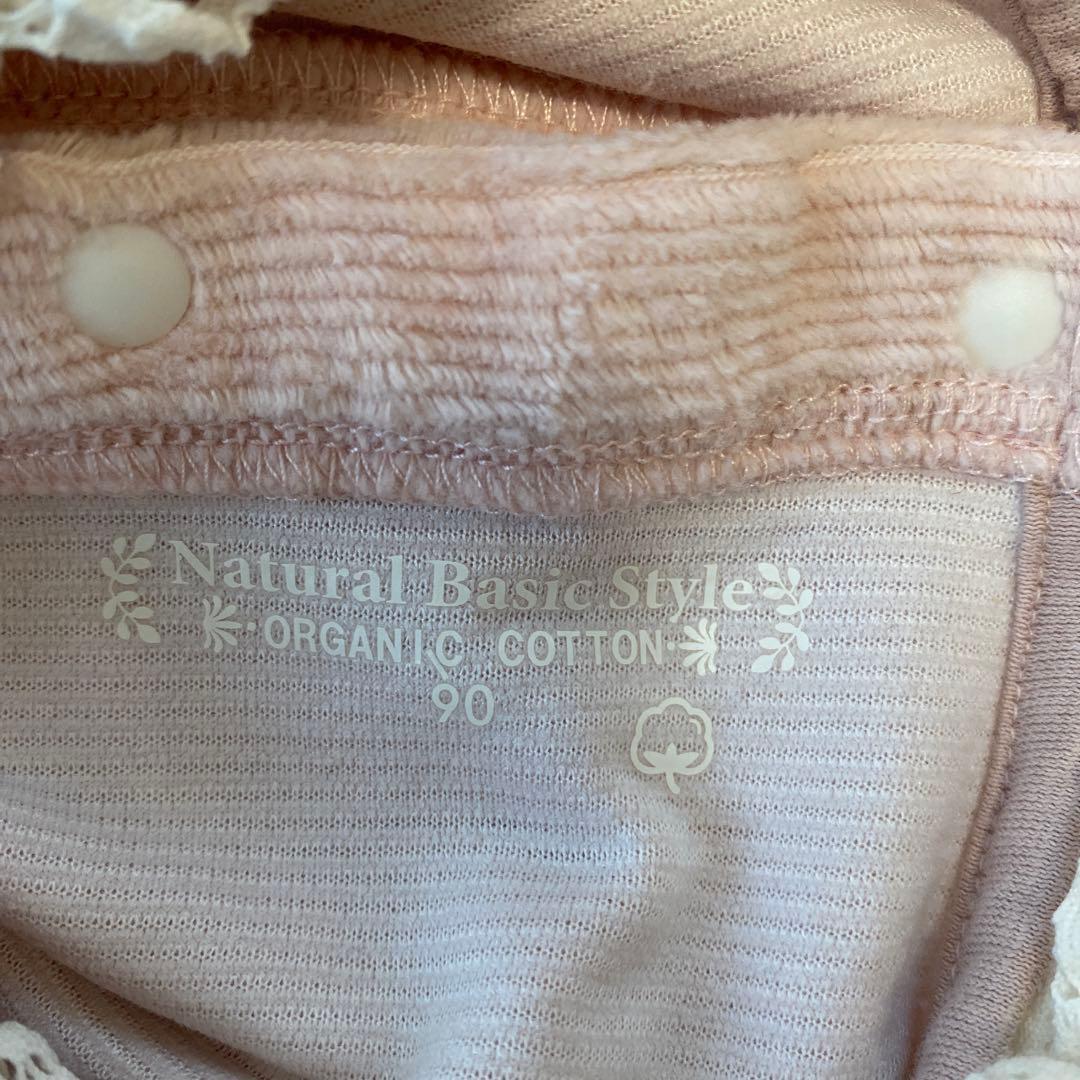 Natural Basic Style
·ORGANIC COTTON·
90